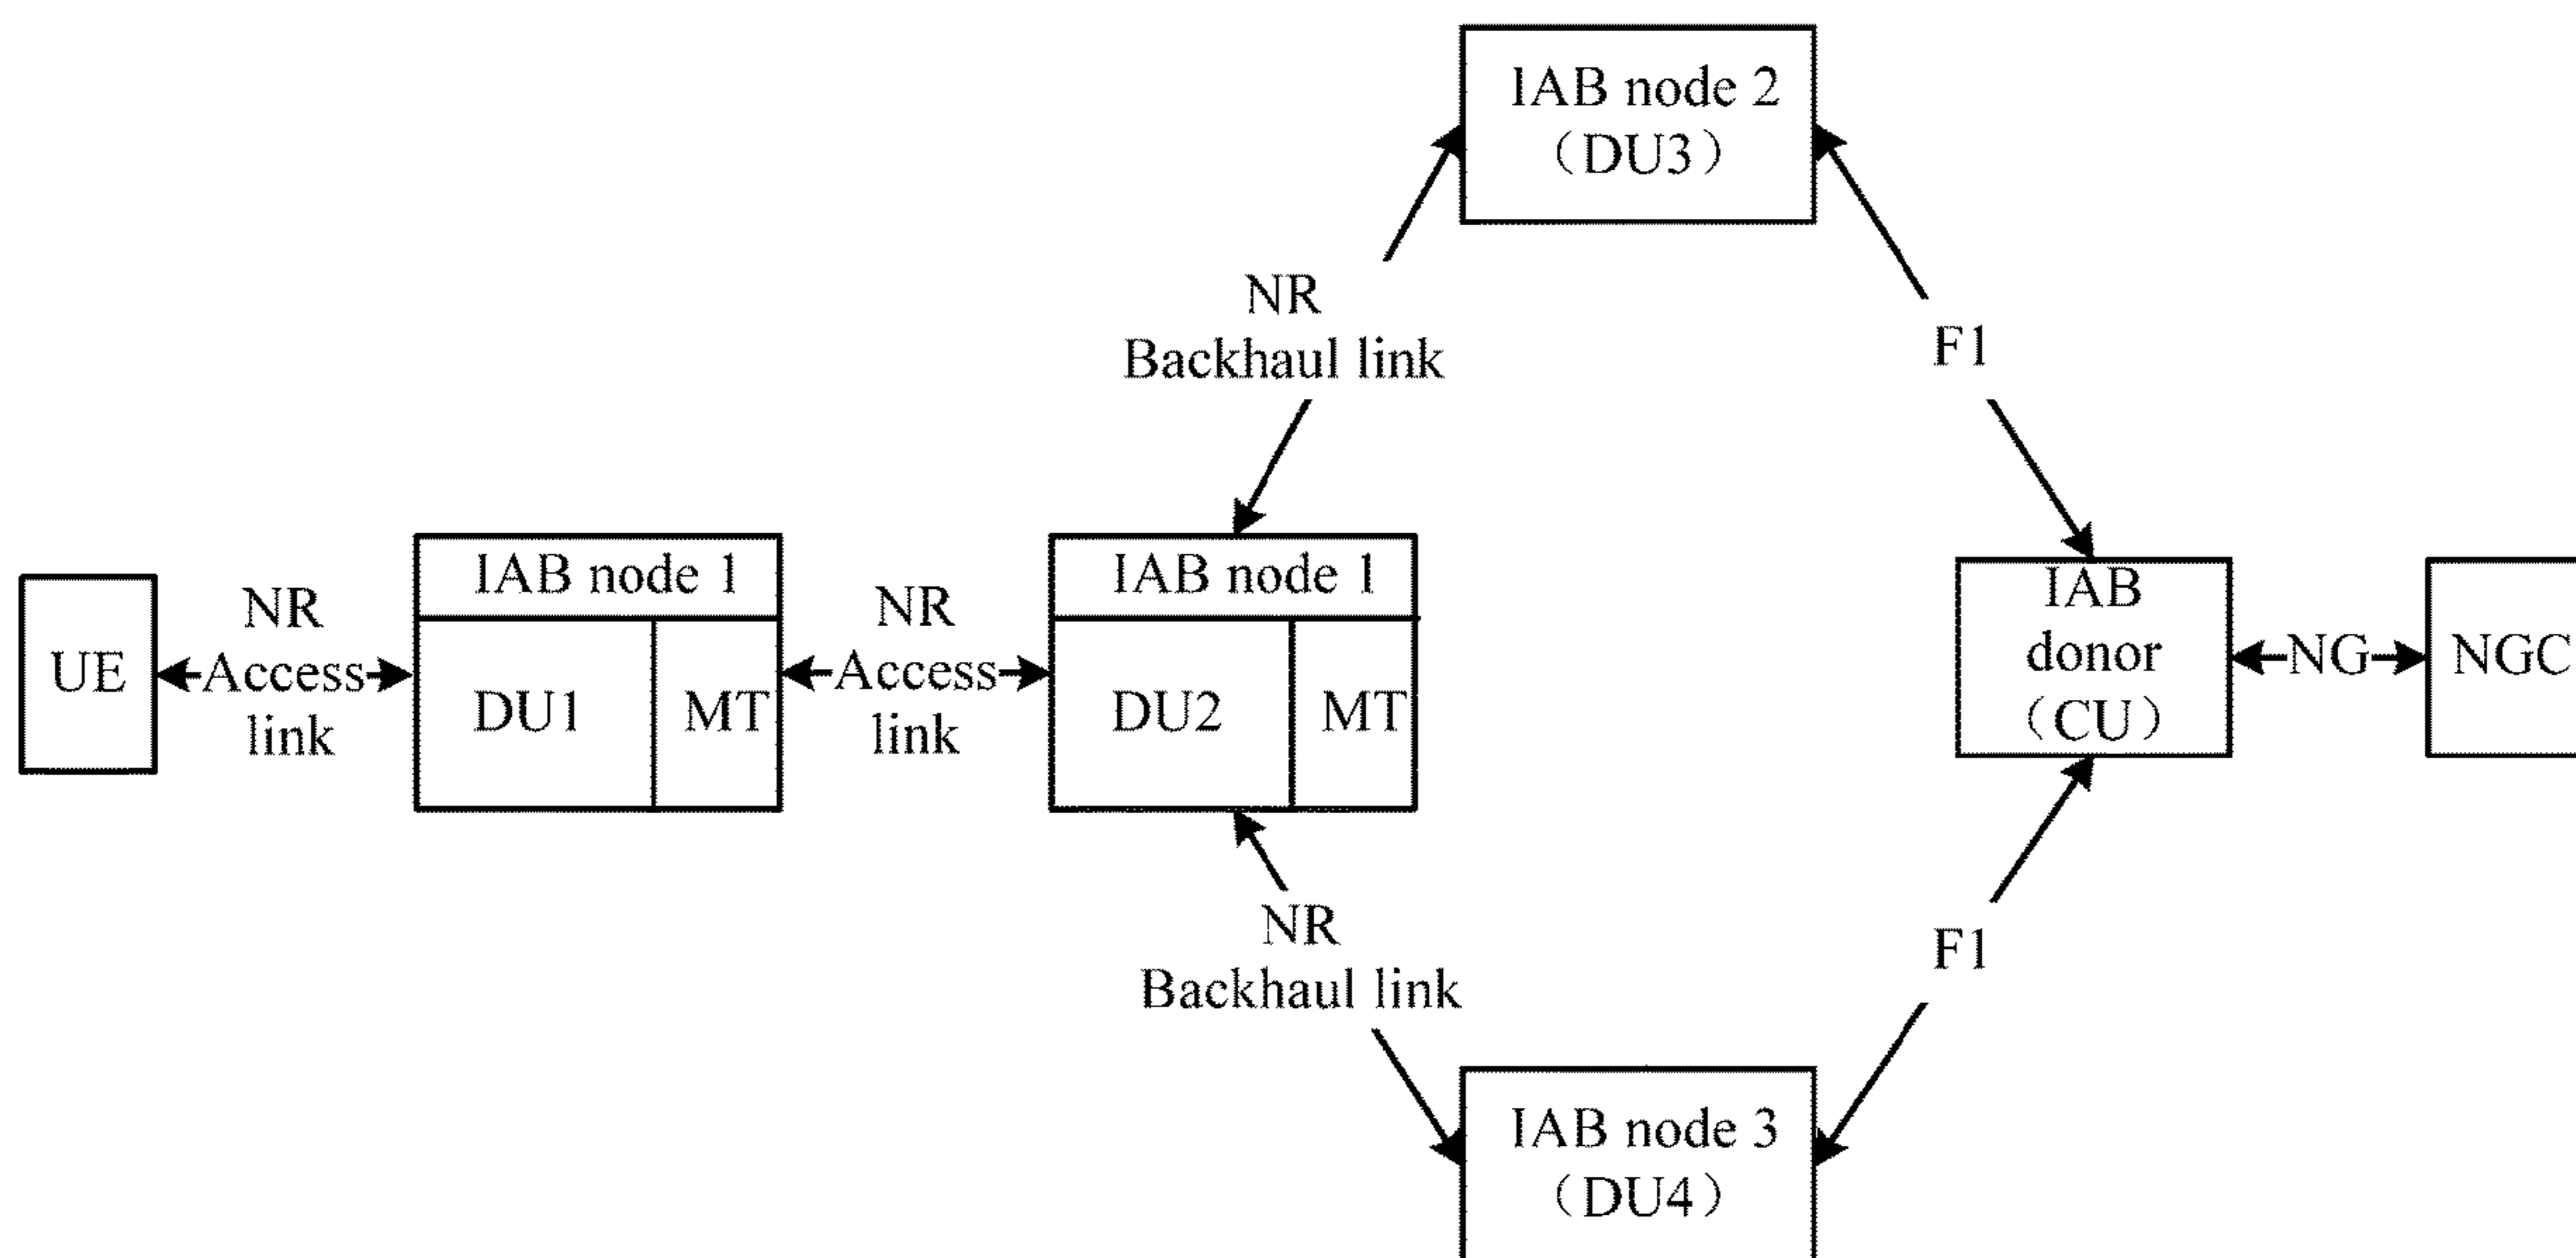 IAB node 2
（DU3）
NR
Backhaul link
F1
UE
NR
Access
link
IAB node 1
DU1
MT
NR
Access
link
IAB node 1
DU2
MT
IAB
donor
（CU）
NG
NGC
NR
Backhaul link
F1
IAB node 3
（DU4）